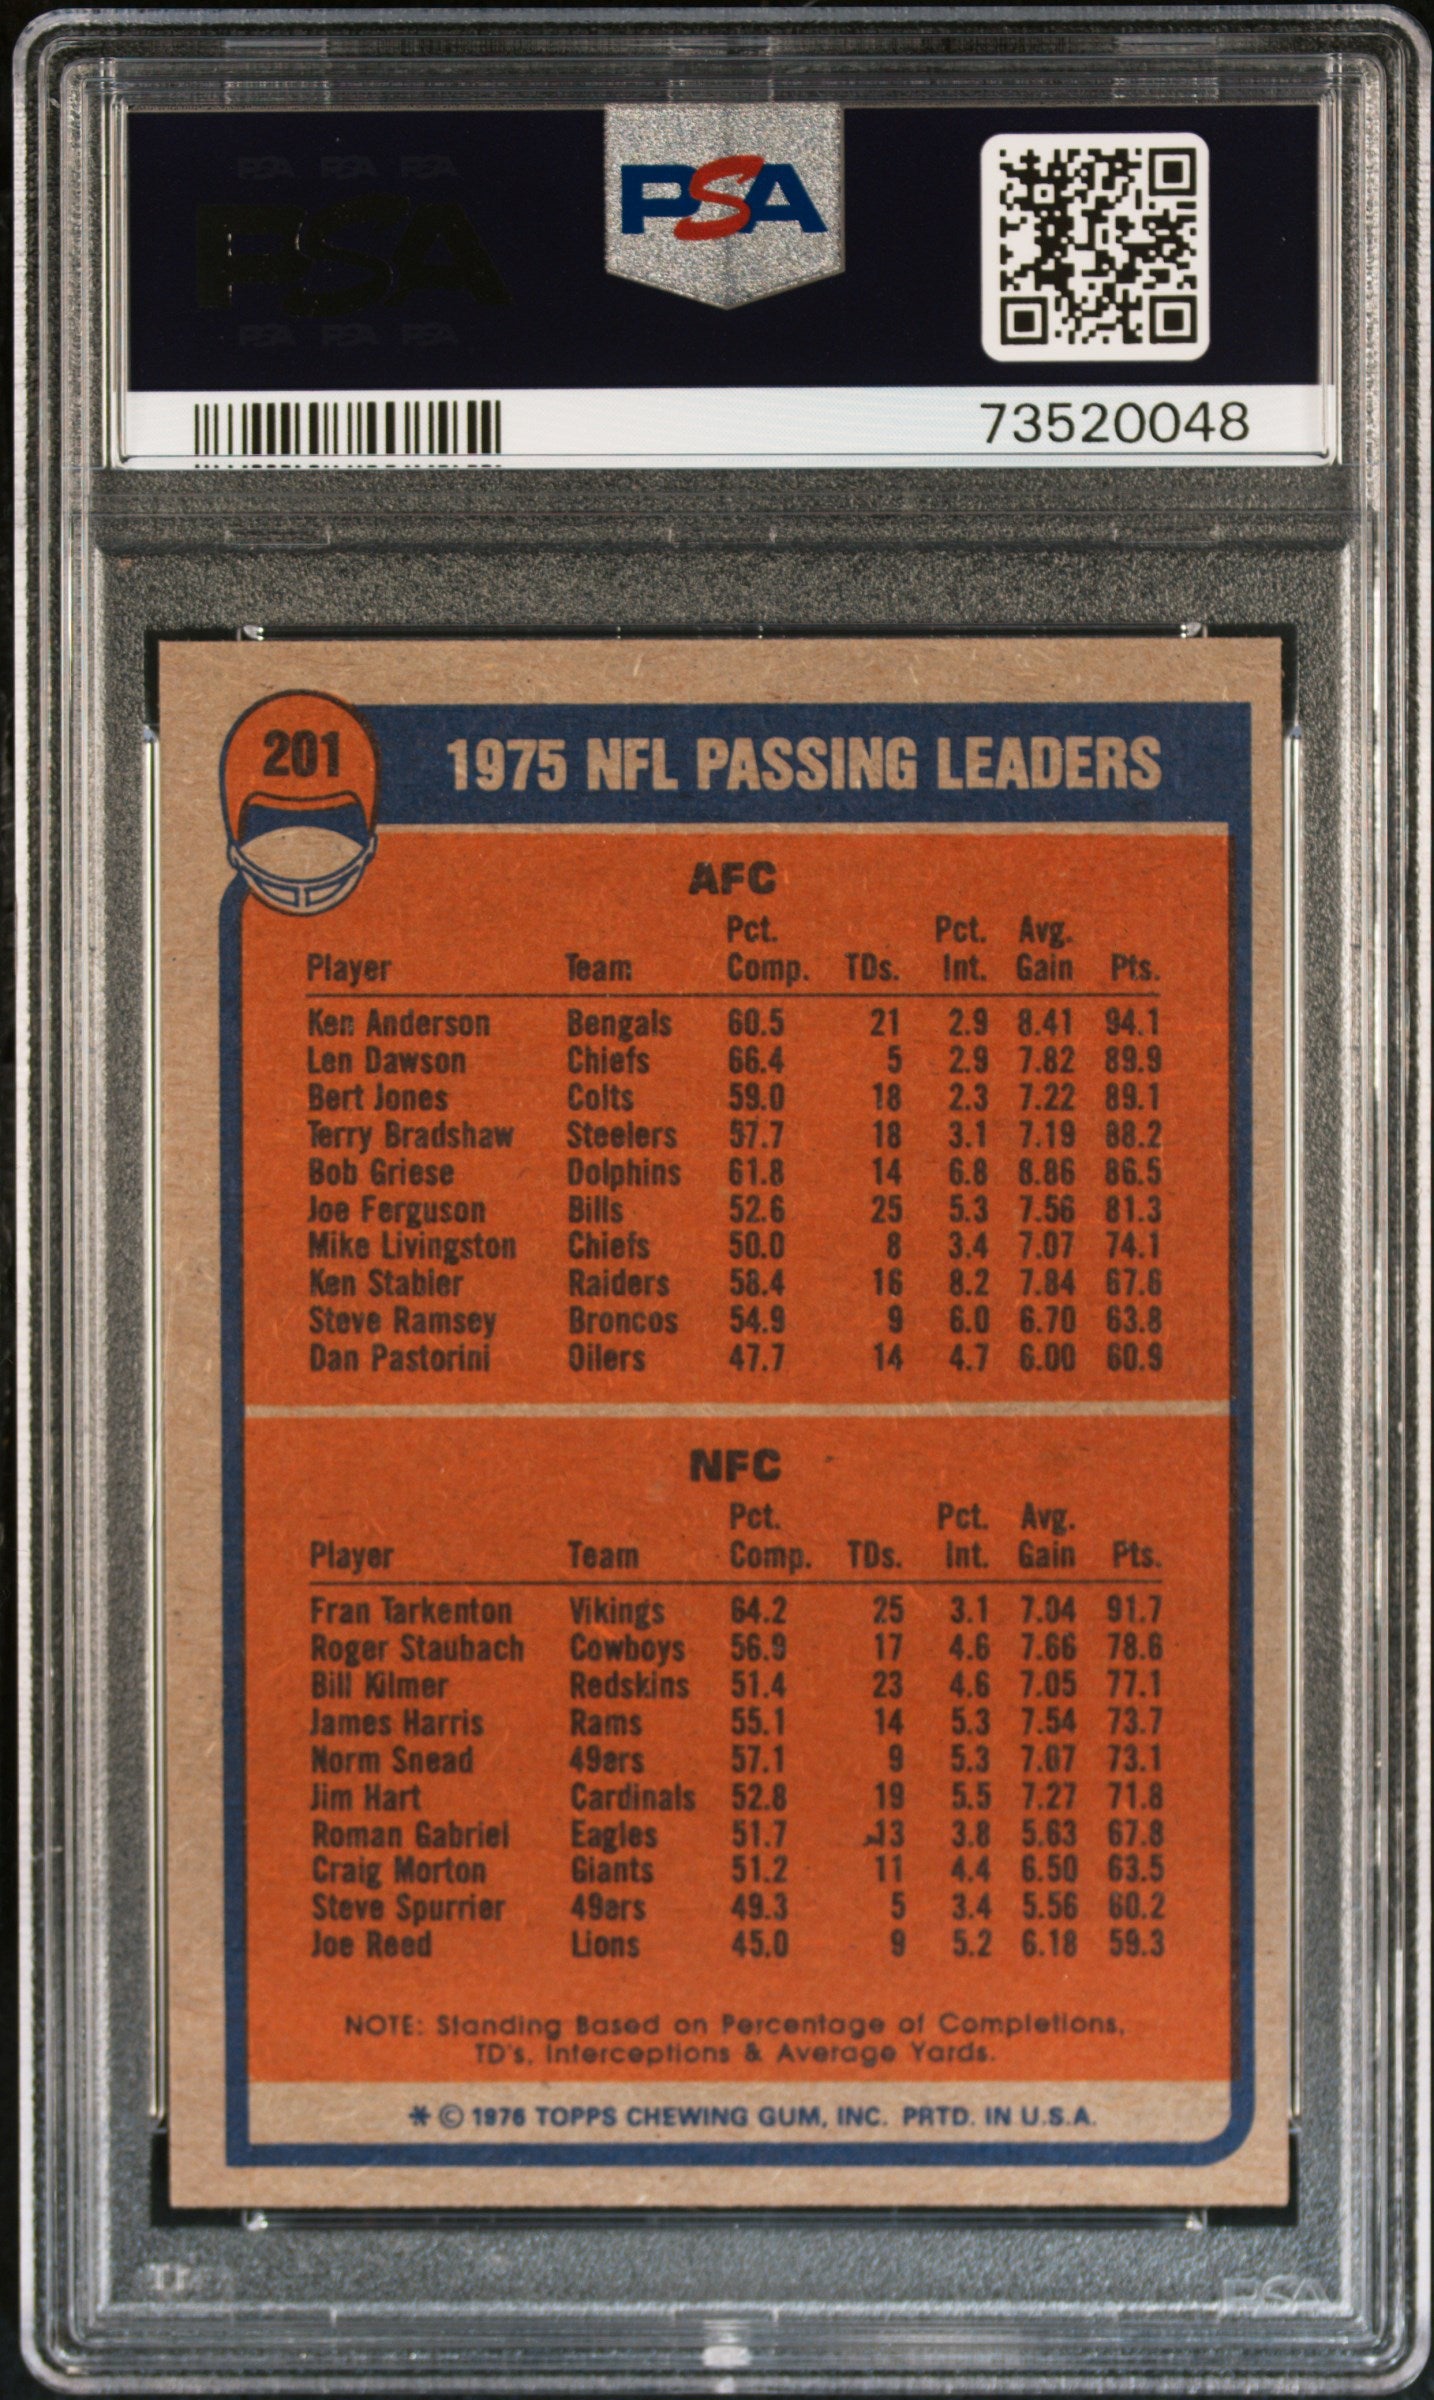 PSA PSA PSA
PSA
PSA PSA PSA
PSA
73520048
201
1975 NFL PASSING LEADERS
AFC
Pct. Pct. Avg.
Player Team Comp. TDs. Int. Gain Pts.
Ken Anderson Bengals 60.5 21 2.9 8.41 94.1
Len Dawson Chiefs 66.4 5 2.9 7.82 89.9
Bert Jones Colts 59.0 18 2.3 7.22 89.1
Terry Bradshaw Steelers 57.7 18 3.1 7.19 88.2
Bob Griese Dolphins 61.8 14 6.8 8.86 86.5
Joe Ferguson Bills 52.6 25 5.3 7.56 81.3
Mike Livingston Chiefs 50.0 8 3.4 7.07 74.1
Ken Stabler Raiders 58.4 16 8.2 7.84 67.6
Steve Ramsey Broncos 54.9 9 6.0 6.70 63.8
Dan Pastorini Oilers 47.7 14 4.7 6.00 60.9
NFC
Pct. Pct. Avg.
Player Team Comp. TDs. Int. Gain Pts.
Fran Tarkenton Vikings 64.2 25 3.1 7.04 91.7
Roger Staubach Cowboys 56.9 17 4.6 7.66 78.6
Bill Kilmer Redskins 51.4 23 4.6 7.05 77.1
James Harris Rams 55.1 14 5.3 7.54 73.7
Norm Snead 49ers 57.1 9 5.3 7.07 73.1
Jim Hart Cardinals 52.8 19 5.5 7.27 71.8
Roman Gabriel Eagles 51.7 13 3.8 5.63 67.8
Craig Morton Giants 51.2 11 4.4 6.50 63.5
Steve Spurrier 49ers 49.3 5 3.4 5.56 60.2
Joe Reed Lions 45.0 9 5.2 6.18 59.3
NOTE: Standing Based on Percentage of Completions,
TD's, Interceptions & Average Yards.
* © 1976 TOPPS CHEWING GUM, INC. PRTD. IN U.S.A.
PSA